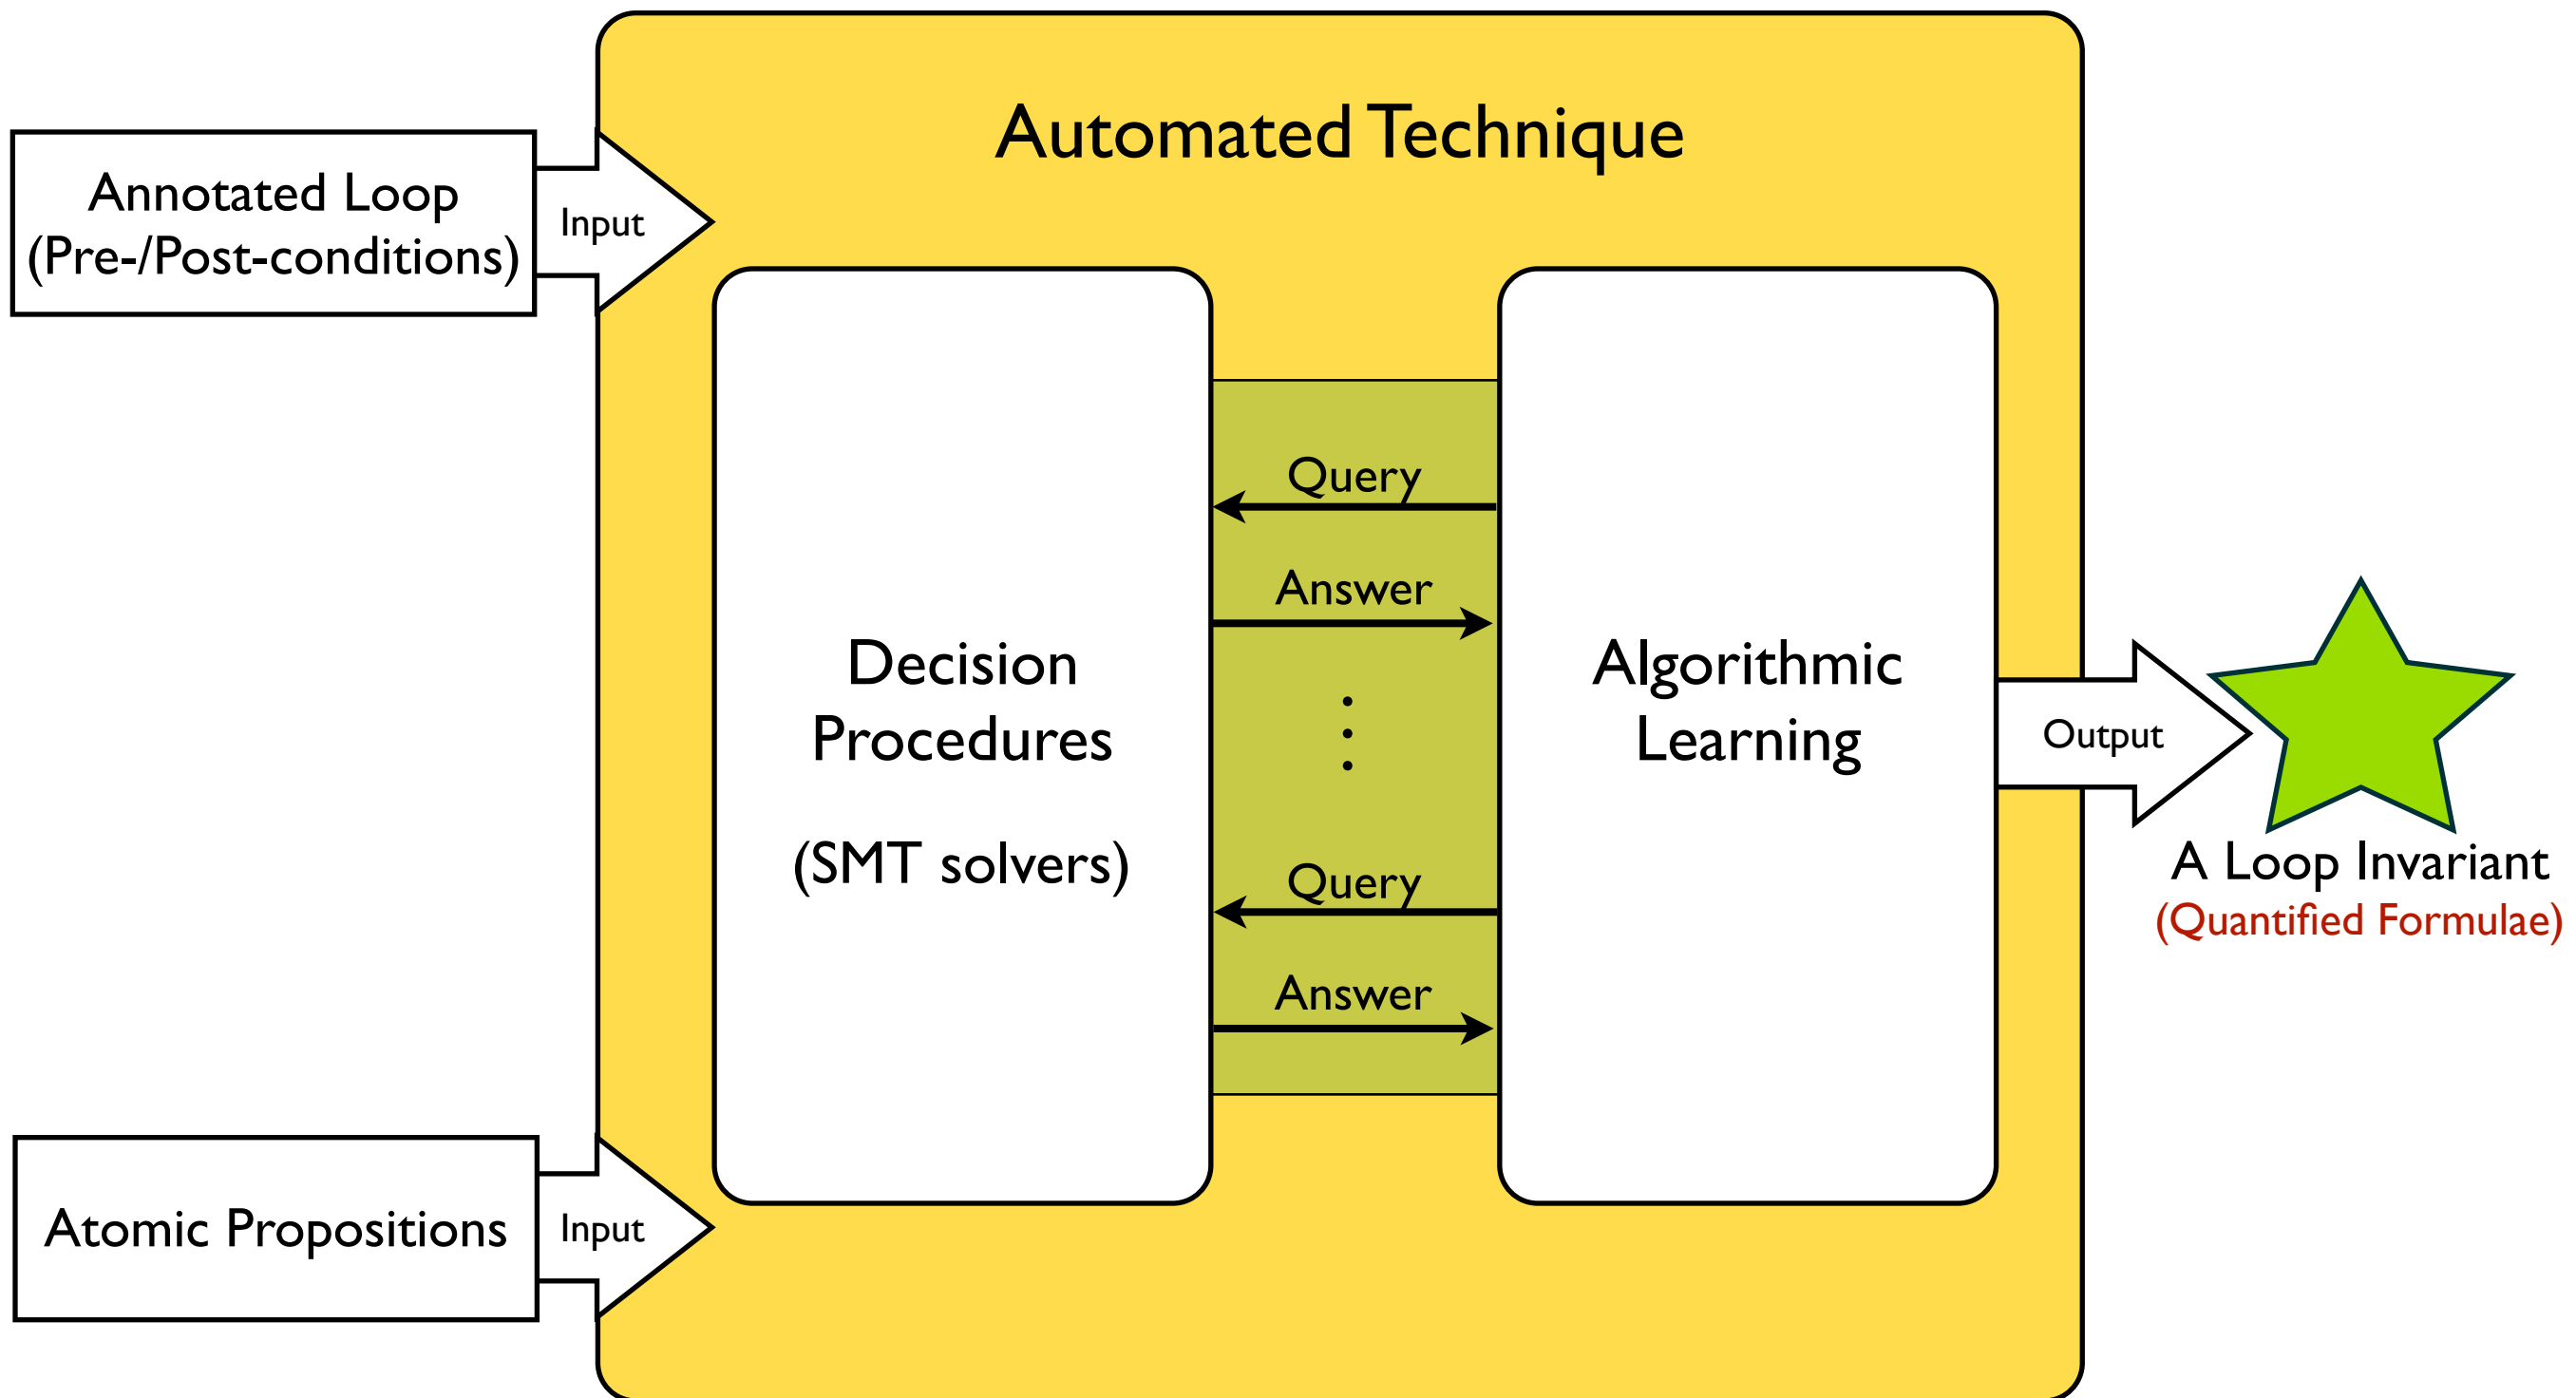 Automated Technique
Annotated Loop
(Pre-/Post-conditions)
Input
Query
Answer
Decision
Procedures
(SMT solvers)
Algorithmic
Learning
Output
Query
Answer
A Loop Invariant
(Quantified Formulae)
Atomic Propositions
Input